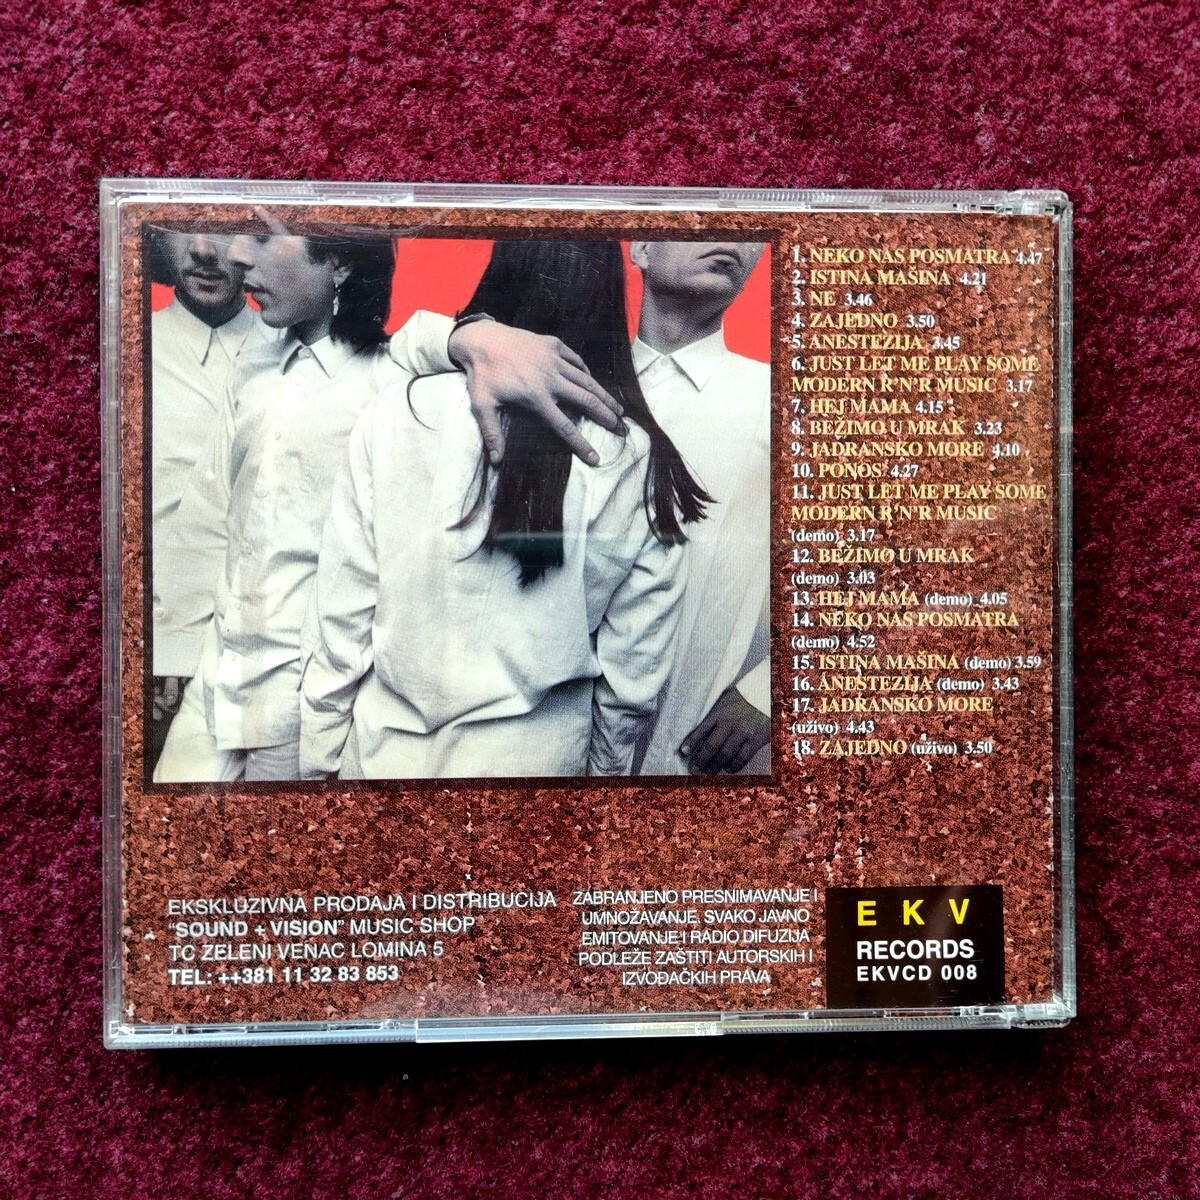 1. NEKO NAS POSMATRA 4.47
2. ISTINA MAŠINA 4.21
3. NE 3.46
4. ZAJEDNO 3.50
5. ANESTEZIJA 3.45
6. JUST LET ME PLAY SOME
MODERN R'N'R MUSIC 3.17
7. HEJ MAMA 4.15
8. BEŽIMO U MRAK 3.23
9. JADRANSKO MORE 4.10
10. PONOS 4.27
11. JUST LET ME PLAY SOME
MODERN R'N'R MUSIC
(demo) 3.17
12. BEŽIMO U MRAK
(demo) 3.03
13. HEJ MAMA (demo) 4.05
14. NEKO NAS POSMATRA
(demo) 4.52
15. ISTINA MAŠINA (demo) 3.59
16. ANESTEZIJA (demo) 3.43
17. JADRANSKO MORE
(uživo) 4.43
18. ZAJEDNO (uživo) 3.50
EKSKLUZIVNA PRODAJA I DISTRIBUCIJA
"SOUND + VISION" MUSIC SHOP
TC ZELENI VENAC LOMINA 5
TEL: ++381 11 32 83 853
ZABRANJENO PRESNIMAVANJE I
UMNOŽAVANJE. SVAKO JAVNO
EMITOVANJE I RADIO DIFUZIJA
PODLEŽE ZAŠTITI AUTORSKIH I
IZVOĐAČKIH PRAVA
E K V
RECORDS
EKVCD 008